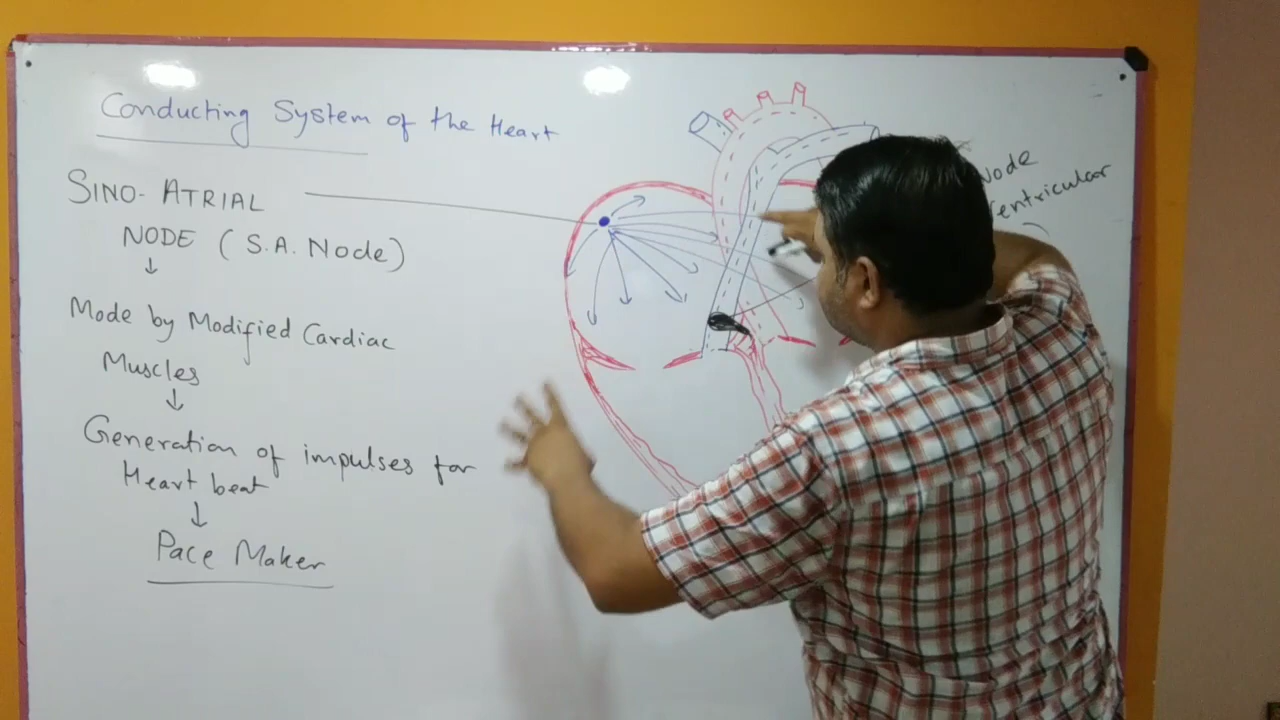 Conducting System of the Heart
SINO-ATRIAL
NODE (S.A. Node)
Mode by Modified Cardiac
Muscles
Generation of impulses for
Heart beat
Pace Maker
Node